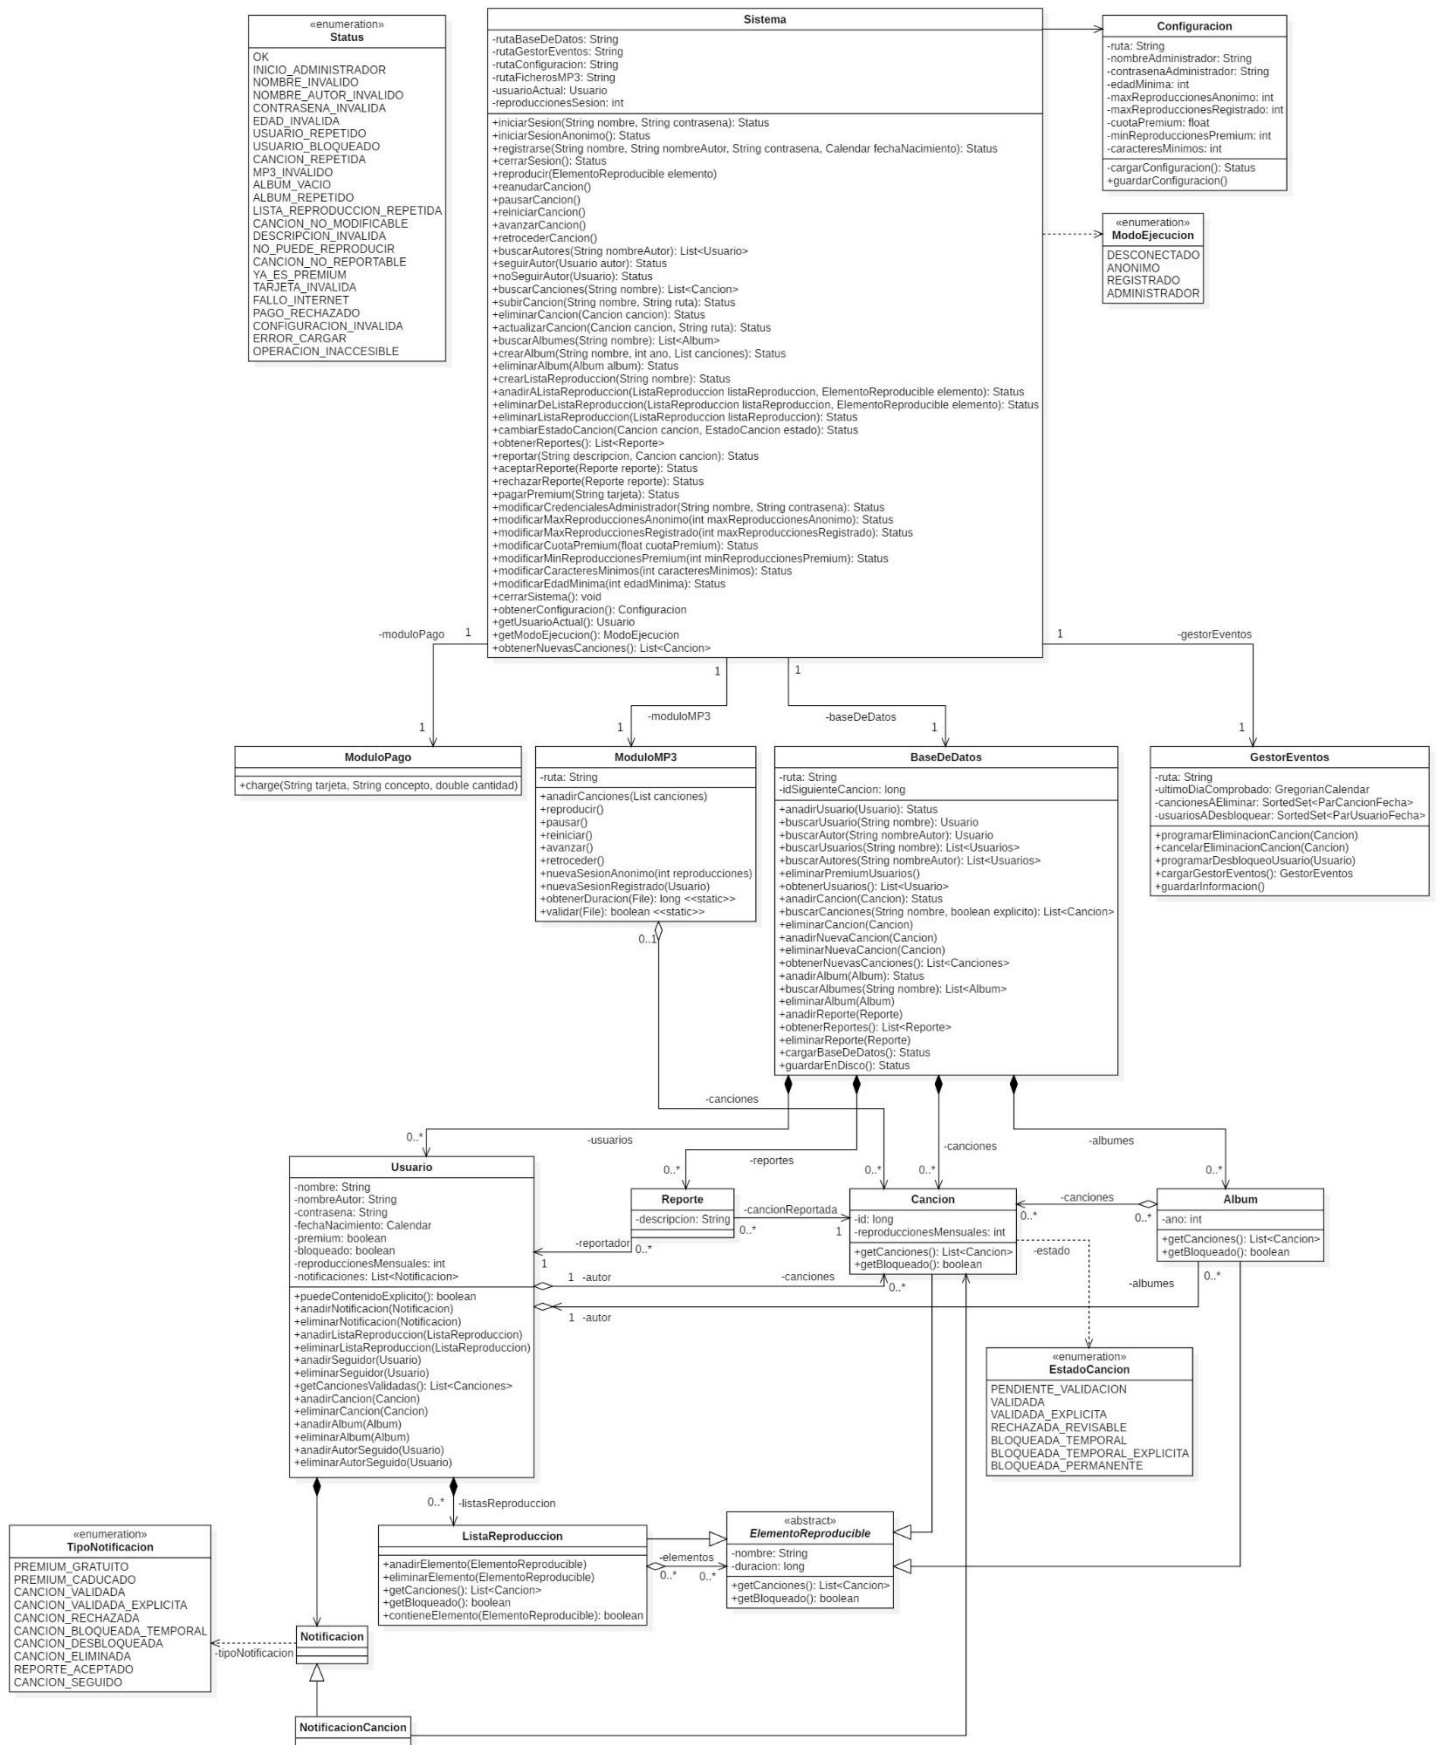 «enumeration»
Status
OK
INICIO_ADMINISTRADOR
NOMBRE_INVALIDO
NOMBRE_AUTOR_INVALIDO
CONTRASENA_INVALIDA
EDAD_INVALIDA
USUARIO_REPETIDO
USUARIO_BLOQUEADO
CANCION_REPETIDA
MP3_INVALIDO
ALBUM_VACIO
ALBUM_REPETIDO
LISTA_REPRODUCCION_REPETIDA
CANCION_NO_MODIFICABLE
DESCRIPCION_INVALIDA
NO_PUEDE_REPRODUCIR
CANCION_NO_REPORTABLE
YA_ES_PREMIUM
TARJETA_INVALIDA
FALLO_INTERNET
PAGO_RECHAZADO
CONFIGURACION_INVALIDA
ERROR_CARGAR
OPERACION_INACCESIBLE
Sistema
-rutaBaseDeDatos: String
-rutaGestorEventos: String
-rutaConfiguracion: String
-rutaFicherosMP3: String
-usuarioActual: Usuario
-reproduccionesSesion: int
+iniciarSesion(String nombre, String contrasena): Status
+iniciarSesionAnonimo(): Status
+registrarse(String nombre, String nombreAutor, String contrasena, Calendar fechaNacimiento): Status
+cerrarSesion(): Status
+reproducir(ElementoReproducible elemento)
+reanudarCancion()
+pausarCancion()
+reiniciarCancion()
+avanzarCancion()
+retrocederCancion()
+buscarAutores(String nombreAutor): List<Usuario>
+seguirAutor(Usuario autor): Status
+noSeguirAutor(Usuario): Status
+buscarCanciones(String nombre): List<Cancion>
+subirCancion(String nombre, String ruta): Status
+eliminarCancion(Cancion cancion): Status
+actualizarCancion(Cancion cancion, String ruta): Status
+buscarAlbumes(String nombre): List<Album>
+crearAlbum(String nombre, int ano, List canciones): Status
+eliminarAlbum(Album album): Status
+crearListaReproduccion(String nombre): Status
+anadirAListaReproduccion(ListaReproduccion listaReproduccion, ElementoReproducible elemento): Status
+eliminarDeListaReproduccion(ListaReproduccion listaReproduccion, ElementoReproducible elemento): Status
+eliminarListaReproduccion(ListaReproduccion listaReproduccion): Status
+cambiarEstadoCancion(Cancion cancion, EstadoCancion estado): Status
+obtenerReportes(): List<Reporte>
+reportar(String descripcion, Cancion cancion): Status
+aceptarReporte(Reporte reporte): Status
+rechazarReporte(Reporte reporte): Status
+pagarPremium(String tarjeta): Status
+modificarCredencialesAdministrador(String nombre, String contrasena): Status
+modificarMaxReproduccionesAnonimo(int maxReproduccionesAnonimo): Status
+modificarMaxReproduccionesRegistrado(int maxReproduccionesRegistrado): Status
+modificarCuotaPremium(float cuotaPremium): Status
+modificarMinReproduccionesPremium(int minReproduccionesPremium): Status
+modificarCaracteresMinimos(int caracteresMinimos): Status
+modificarEdadMinima(int edadMinima): Status
+cerrarSistema(): void
+obtenerConfiguracion(): Configuracion
+getUsuarioActual(): Usuario
+getModoEjecucion(): ModoEjecucion
+obtenerNuevasCanciones(): List<Cancion>
Configuracion
-ruta: String
-nombreAdministrador: String
-contrasenaAdministrador: String
-edadMinima: int
-maxReproduccionesAnonimo: int
-maxReproduccionesRegistrado: int
-cuotaPremium: float
-minReproduccionesPremium: int
-caracteresMinimos: int
-cargarConfiguracion(): Status
+guardarConfiguracion()
«enumeration»
ModoEjecucion
DESCONECTADO
ANONIMO
REGISTRADO
ADMINISTRADOR
-moduloPago 1
1
1
1 -gestorEventos
-moduloMP3
-baseDeDatos
1
1
1
1
ModuloPago
+charge(String tarjeta, String concepto, double cantidad)
ModuloMP3
-ruta: String
+anadirCanciones(List canciones)
+reproducir()
+pausar()
+reiniciar()
+avanzar()
+retroceder()
+nuevaSesionAnonimo(int reproducciones)
+nuevaSesionRegistrado(Usuario)
+obtenerDuracion(File): long <<static>>
+validar(File): boolean <<static>>
BaseDeDatos
-ruta: String
-idSiguienteCancion: long
+anadirUsuario(Usuario): Status
+buscarUsuario(String nombre): Usuario
+buscarAutor(String nombreAutor): Usuario
+buscarUsuarios(String nombre): List<Usuarios>
+buscarAutores(String nombreAutor): List<Usuarios>
+eliminarPremiumUsuarios()
+obtenerUsuarios(): List<Usuario>
+anadirCancion(Cancion): Status
+buscarCanciones(String nombre, boolean explicito): List<Cancion>
+eliminarCancion(Cancion)
+anadirNuevaCancion(Cancion)
+eliminarNuevaCancion(Cancion)
+obtenerNuevasCanciones(): List<Canciones>
+anadirAlbum(Album): Status
+buscarAlbumes(String nombre): List<Album>
+eliminarAlbum(Album)
+anadirReporte(Reporte)
+obtenerReportes(): List<Reporte>
+eliminarReporte(Reporte)
+cargarBaseDeDatos(): Status
+guardarEnDisco(): Status
GestorEventos
-ruta: String
-ultimoDiaComprobado: GregorianCalendar
-cancionesAEliminar: SortedSet<ParCancionFecha>
-usuariosADesbloquear: SortedSet<ParUsuarioFecha>
+programarEliminacionCancion(Cancion)
+cancelarEliminacionCancion(Cancion)
+programarDesbloqueoUsuario(Usuario)
+cargarGestorEventos(): GestorEventos
+guardarInformacion()
0..1
-canciones
0..*
-usuarios
-reportes
-canciones
-albumes
0..*
0..*
0..*
0..*
Usuario
-nombre: String
-nombreAutor: String
-contrasena: String
-fechaNacimiento: Calendar
-premium: boolean
-bloqueado: boolean
-reproduccionesMensuales: int
-notificaciones: List<Notificacion>
+puedeContenidoExplicito(): boolean
+anadirNotificacion(Notificacion)
+eliminarNotificacion(Notificacion)
+anadirListaReproduccion(ListaReproduccion)
+eliminarListaReproduccion(ListaReproduccion)
+anadirSeguidor(Usuario)
+eliminarSeguidor(Usuario)
+getCancionesValidadas(): List<Canciones>
+anadirCancion(Cancion)
+eliminarCancion(Cancion)
+anadirAlbum(Album)
+eliminarAlbum(Album)
+anadirAutorSeguido(Usuario)
+eliminarAutorSeguido(Usuario)
Reporte
-descripcion: String
-cancionReportada
0..*
1
-reportador 0..*
1
Cancion
-id: long
-reproduccionesMensuales: int
+getCanciones(): List<Cancion>
+getBloqueado(): boolean
-canciones
0..*
0..*
Album
-ano: int
+getCanciones(): List<Cancion>
+getBloqueado(): boolean
-estado
1 -autor
-canciones
0..*
-albumes
0..*
1 -autor
«enumeration»
EstadoCancion
PENDIENTE_VALIDACION
VALIDADA
VALIDADA_EXPLICITA
RECHAZADA_REVISABLE
BLOQUEADA_TEMPORAL
BLOQUEADA_TEMPORAL_EXPLICITA
BLOQUEADA_PERMANENTE
0..* -listasReproduccion
ListaReproduccion
+anadirElemento(ElementoReproducible)
+eliminarElemento(ElementoReproducible)
+getCanciones(): List<Cancion>
+getBloqueado(): boolean
+contieneElemento(ElementoReproducible): boolean
-elementos
0..*
0..*
«abstract»
ElementoReproducible
-nombre: String
-duracion: long
+getCanciones(): List<Cancion>
+getBloqueado(): boolean
«enumeration»
TipoNotificacion
PREMIUM_GRATUITO
PREMIUM_CADUCADO
CANCION_VALIDADA
CANCION_VALIDADA_EXPLICITA
CANCION_RECHAZADA
CANCION_BLOQUEADA_TEMPORAL
CANCION_DESBLOQUEADA
CANCION_ELIMINADA
REPORTE_ACEPTADO
CANCION_SEGUIDO
-tipoNotificacion
Notificacion
NotificacionCancion